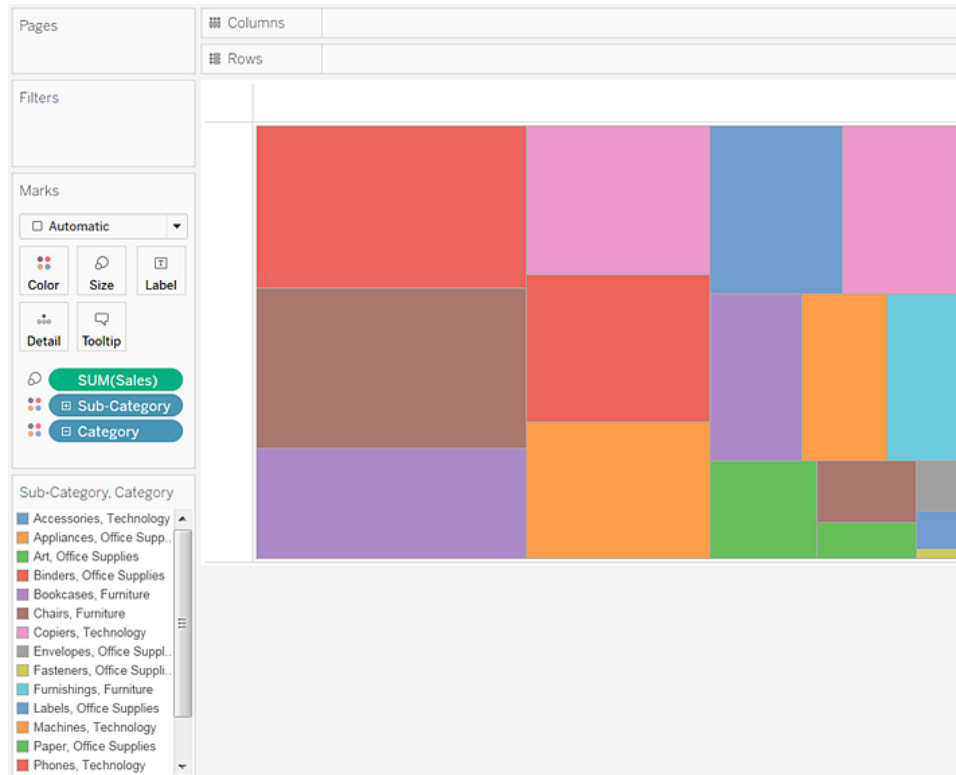 Pages
Columns
Rows
Filters
Marks
Automatic
Color Size Label
Detail Tooltip
SUM(Sales)
Sub-Category
Category
Sub-Category, Category
Accessories, Technology
Appliances, Office Supp..
Art, Office Supplies
Binders, Office Supplies
Bookcases, Furniture
Chairs, Furniture
Copiers, Technology
Envelopes, Office Suppl..
Fasteners, Office Suppli..
Furnishings, Furniture
Labels, Office Supplies
Machines, Technology
Paper, Office Supplies
Phones, Technology